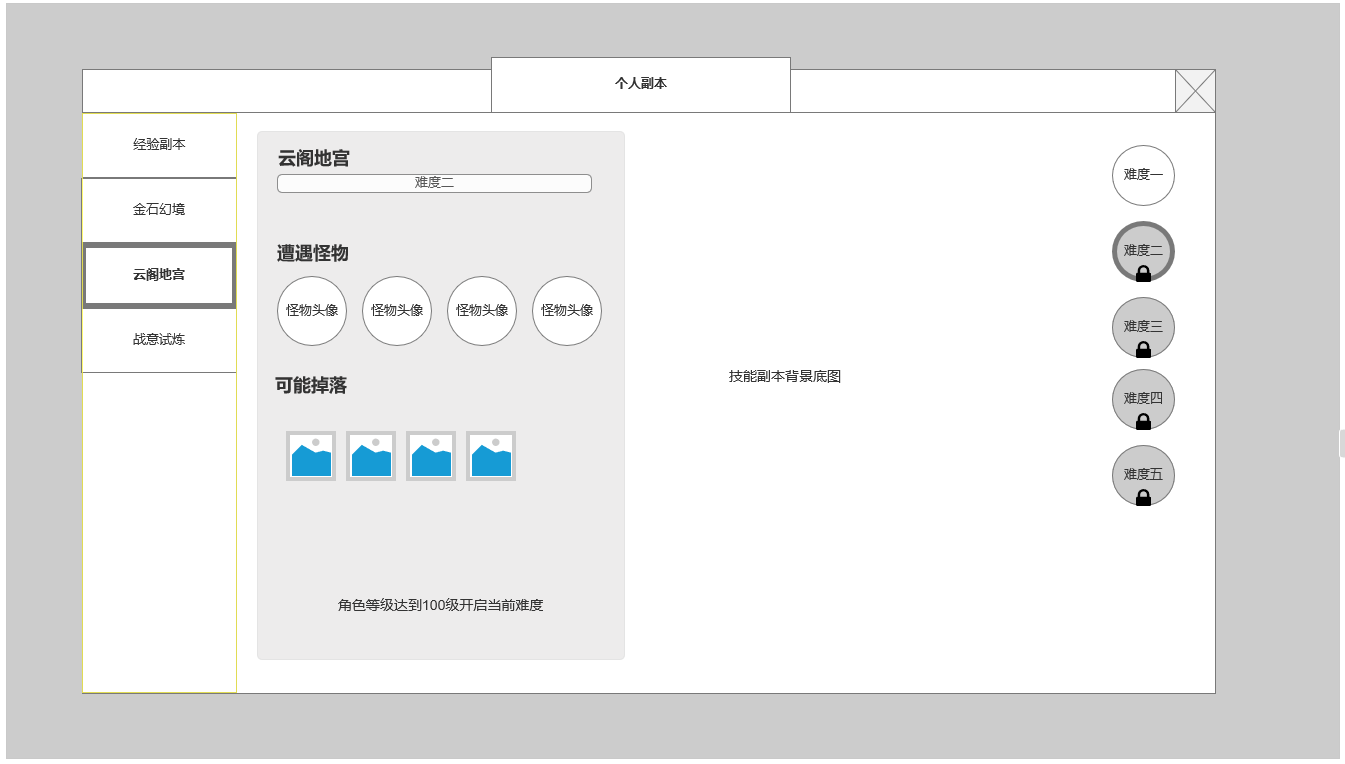 个人副本
经验副本
金石幻境
云阁地宫
战意试炼
云阁地宫
难度二
遭遇怪物
怪物头像
怪物头像
怪物头像
怪物头像
可能掉落
角色等级达到100级开启当前难度
技能副本背景底图
难度一
难度二
难度三
难度四
难度五